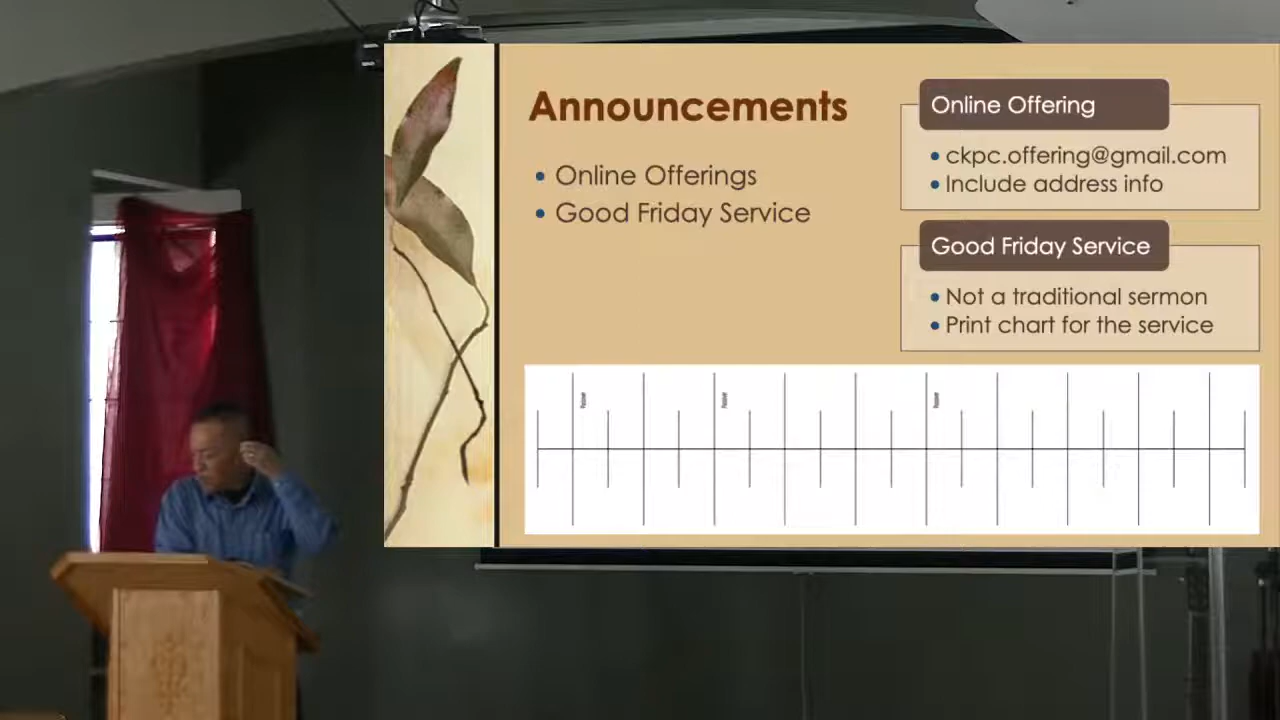 Announcements
• Online Offerings
• Good Friday Service
Online Offering
• ckpc.offering@gmail.com
• Include address info
Good Friday Service
• Not a traditional sermon
• Print chart for the service